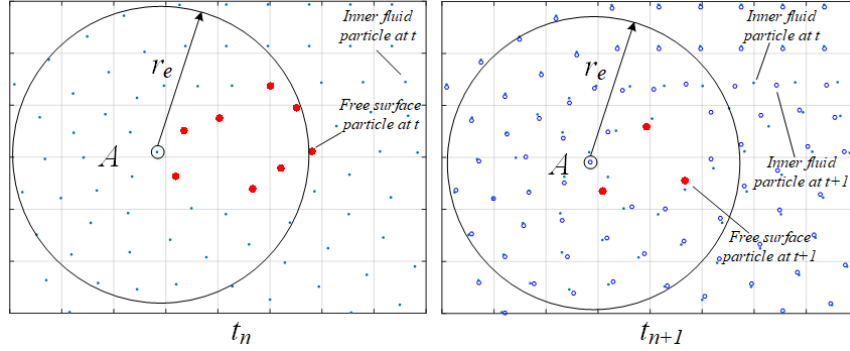 Inner fluid
particle at t
r_e
Free surface
particle at t
A
t_n
Inner fluid
particle at t
r_e
A
Inner fluid
particle at t+1
Free surface
particle at t+1
t_{n+1}